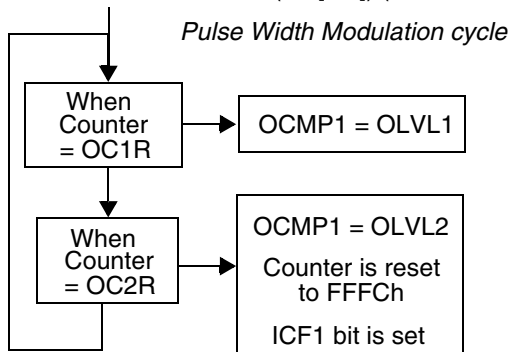 Pulse Width Modulation cycle
When
Counter
= OC1R
OCMP1 = OLVL1
When
Counter
= OC2R
OCMP1 = OLVL2
Counter is reset
to FFFCh
ICF1 bit is set